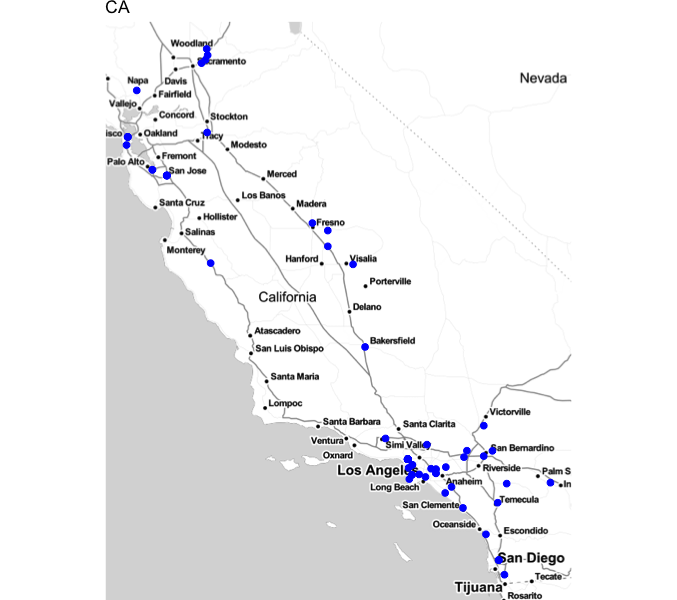 CA
Woodland
Sacramento
Nevada
Davis
Napa
Fairfield
Vallejo
Concord
Stockton
isco
Oakland
Tracy
Modesto
Fremont
Palo Alto
San Jose
Merced
Los Banos
Santa Cruz
Madera
Hollister
Fresno
Salinas
Monterey
Hanford
Visalia
Porterville
California
Delano
Atascadero
Bakersfield
San Luis Obispo
Santa Maria
Lompoc
Victorville
Santa Barbara
Santa Clarita
Ventura
Simi Valley
San Bernardino
Oxnard
Los Angeles
Riverside
Palm S
Long Beach
Anaheim
In
San Clemente
Temecula
Oceanside
Escondido
San Diego
Tijuana
Tecate
Rosarito